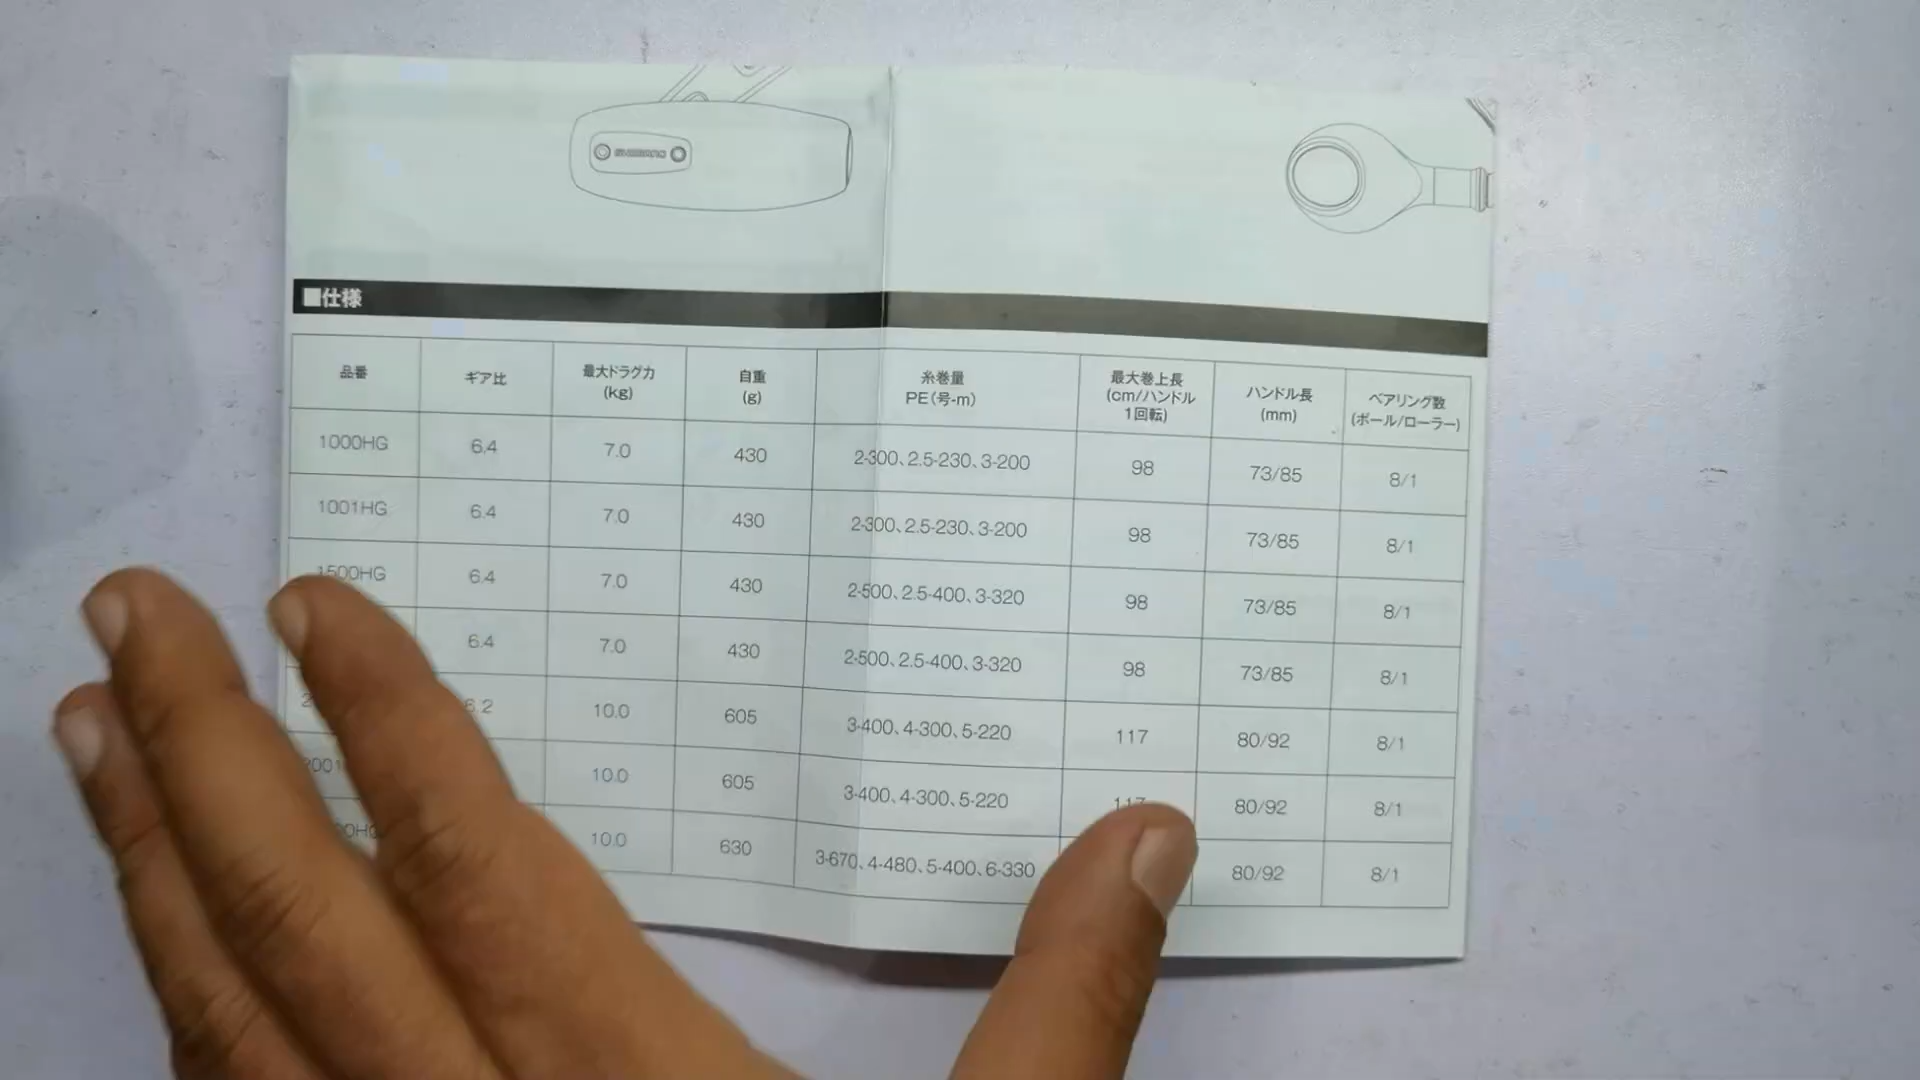 SHIMANO
■仕様
品番 ギア比 最大ドラグ力 (kg) 自重 (g) 糸巻量 PE(号-m) 最大巻上長 (cm/ハンドル 1回転) ハンドル長 (mm) ベアリング数 (ボール/ローラー)
1000HG 6.4 7.0 430 2-300、2.5-230、3-200 98 73/85 8/1
1001HG 6.4 7.0 430 2-300、2.5-230、3-200 98 73/85 8/1
1500HG 6.4 7.0 430 2-500、2.5-400、3-320 98 73/85 8/1
6.4 7.0 430 2-500、2.5-400、3-320 98 73/85 8/1
6.2 10.0 605 3-400、4-300、5-220 117 80/92 8/1
10.0 605 3-400、4-300、5-220 117 80/92 8/1
10.0 630 3-670、4-480、5-400、6-330 80/92 8/1